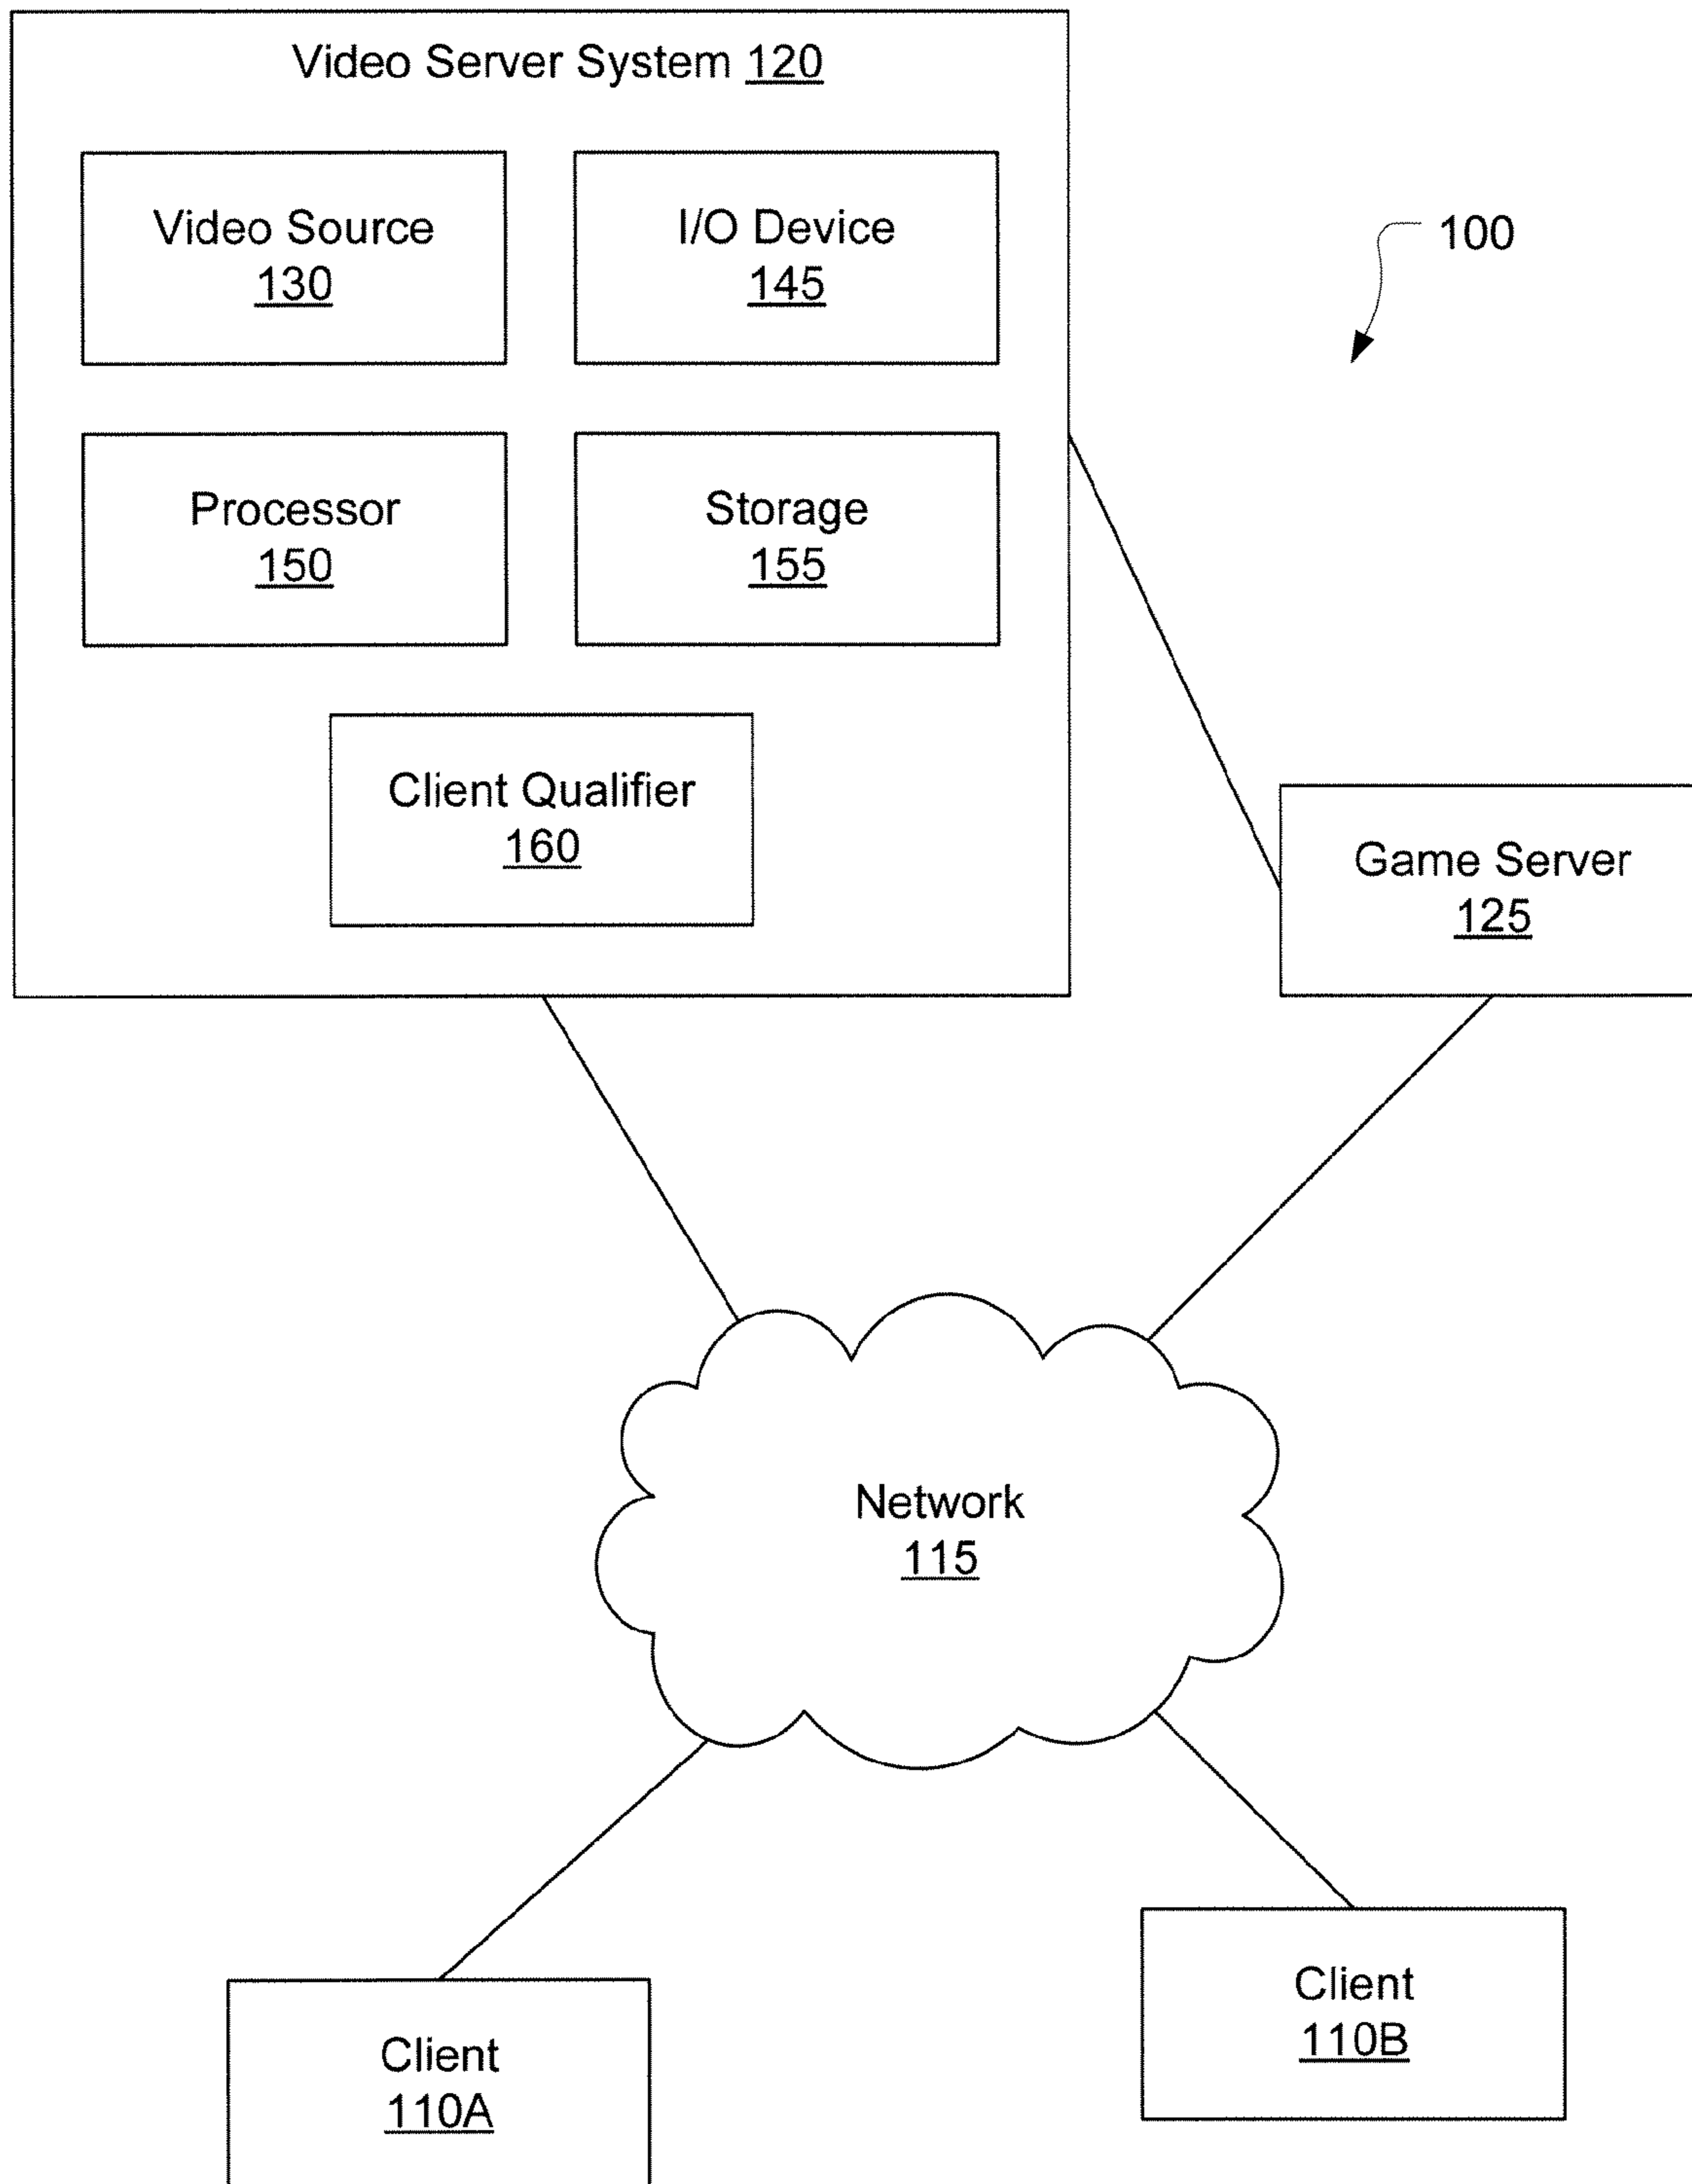 Video Server System 120
Video Source
130
I/O Device
145
100
Processor
150
Storage
155
Client Qualifier
160
Game Server
125
Network
115
Client
110B
Client
110A